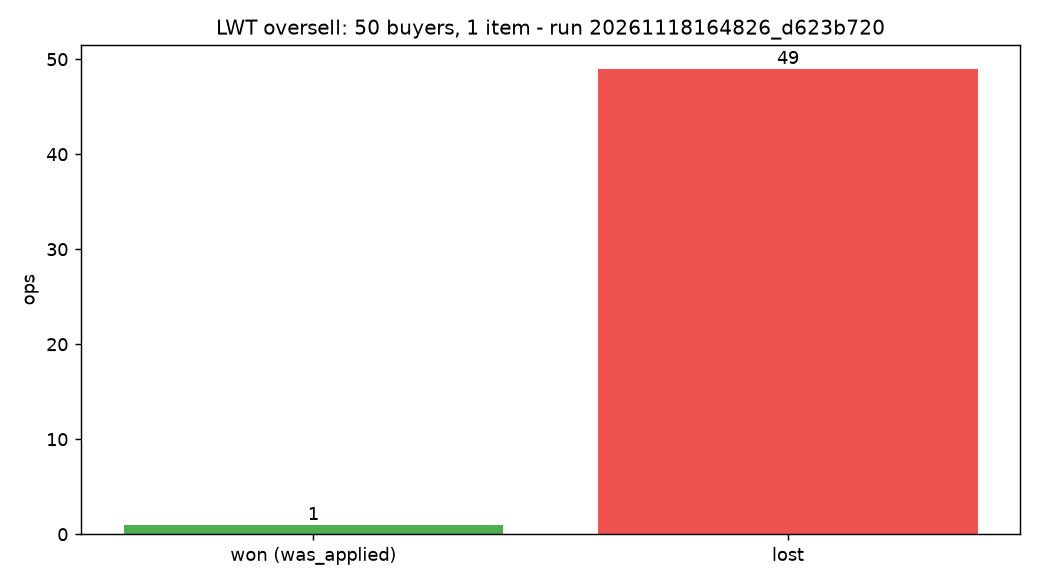 LWT oversell: 50 buyers, 1 item - run 20261118164826_d623b720
50
40
30
20
10
0
ops
1
49
won (was_applied)
lost